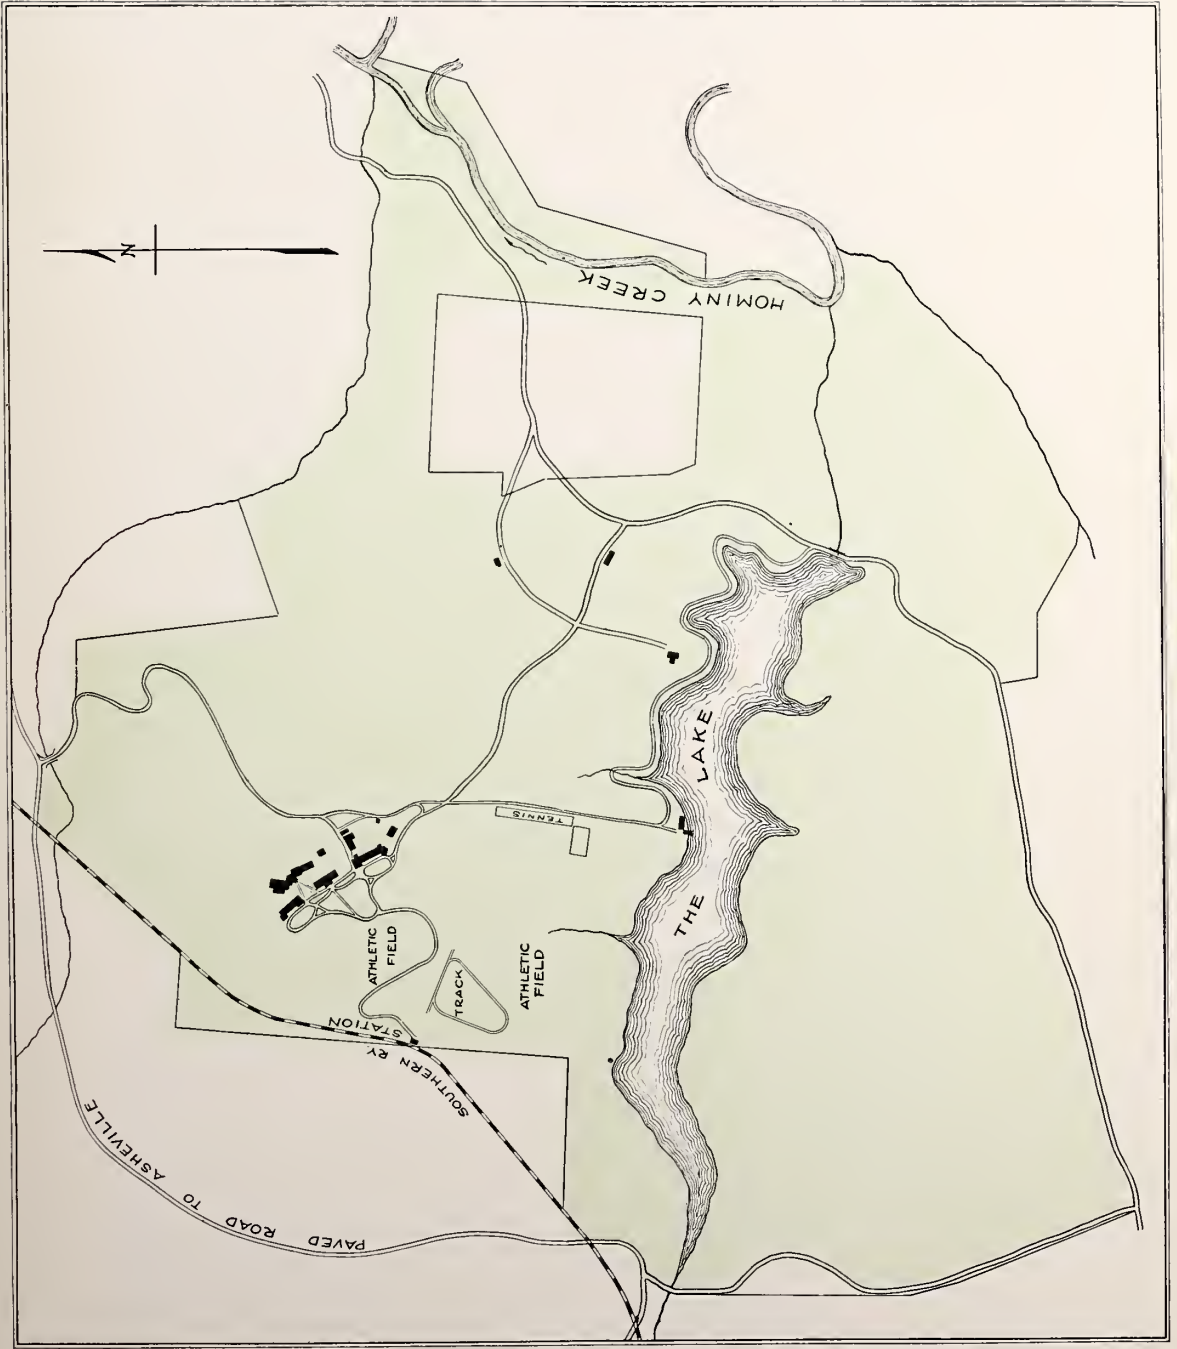 N
HOMINY CREEK
THE LAKE
TENNIS
ATHLETIC
FIELD
TRACK
ATHLETIC
FIELD
STATION
SOUTHERN RY
PAVED ROAD TO ASHEVILLE